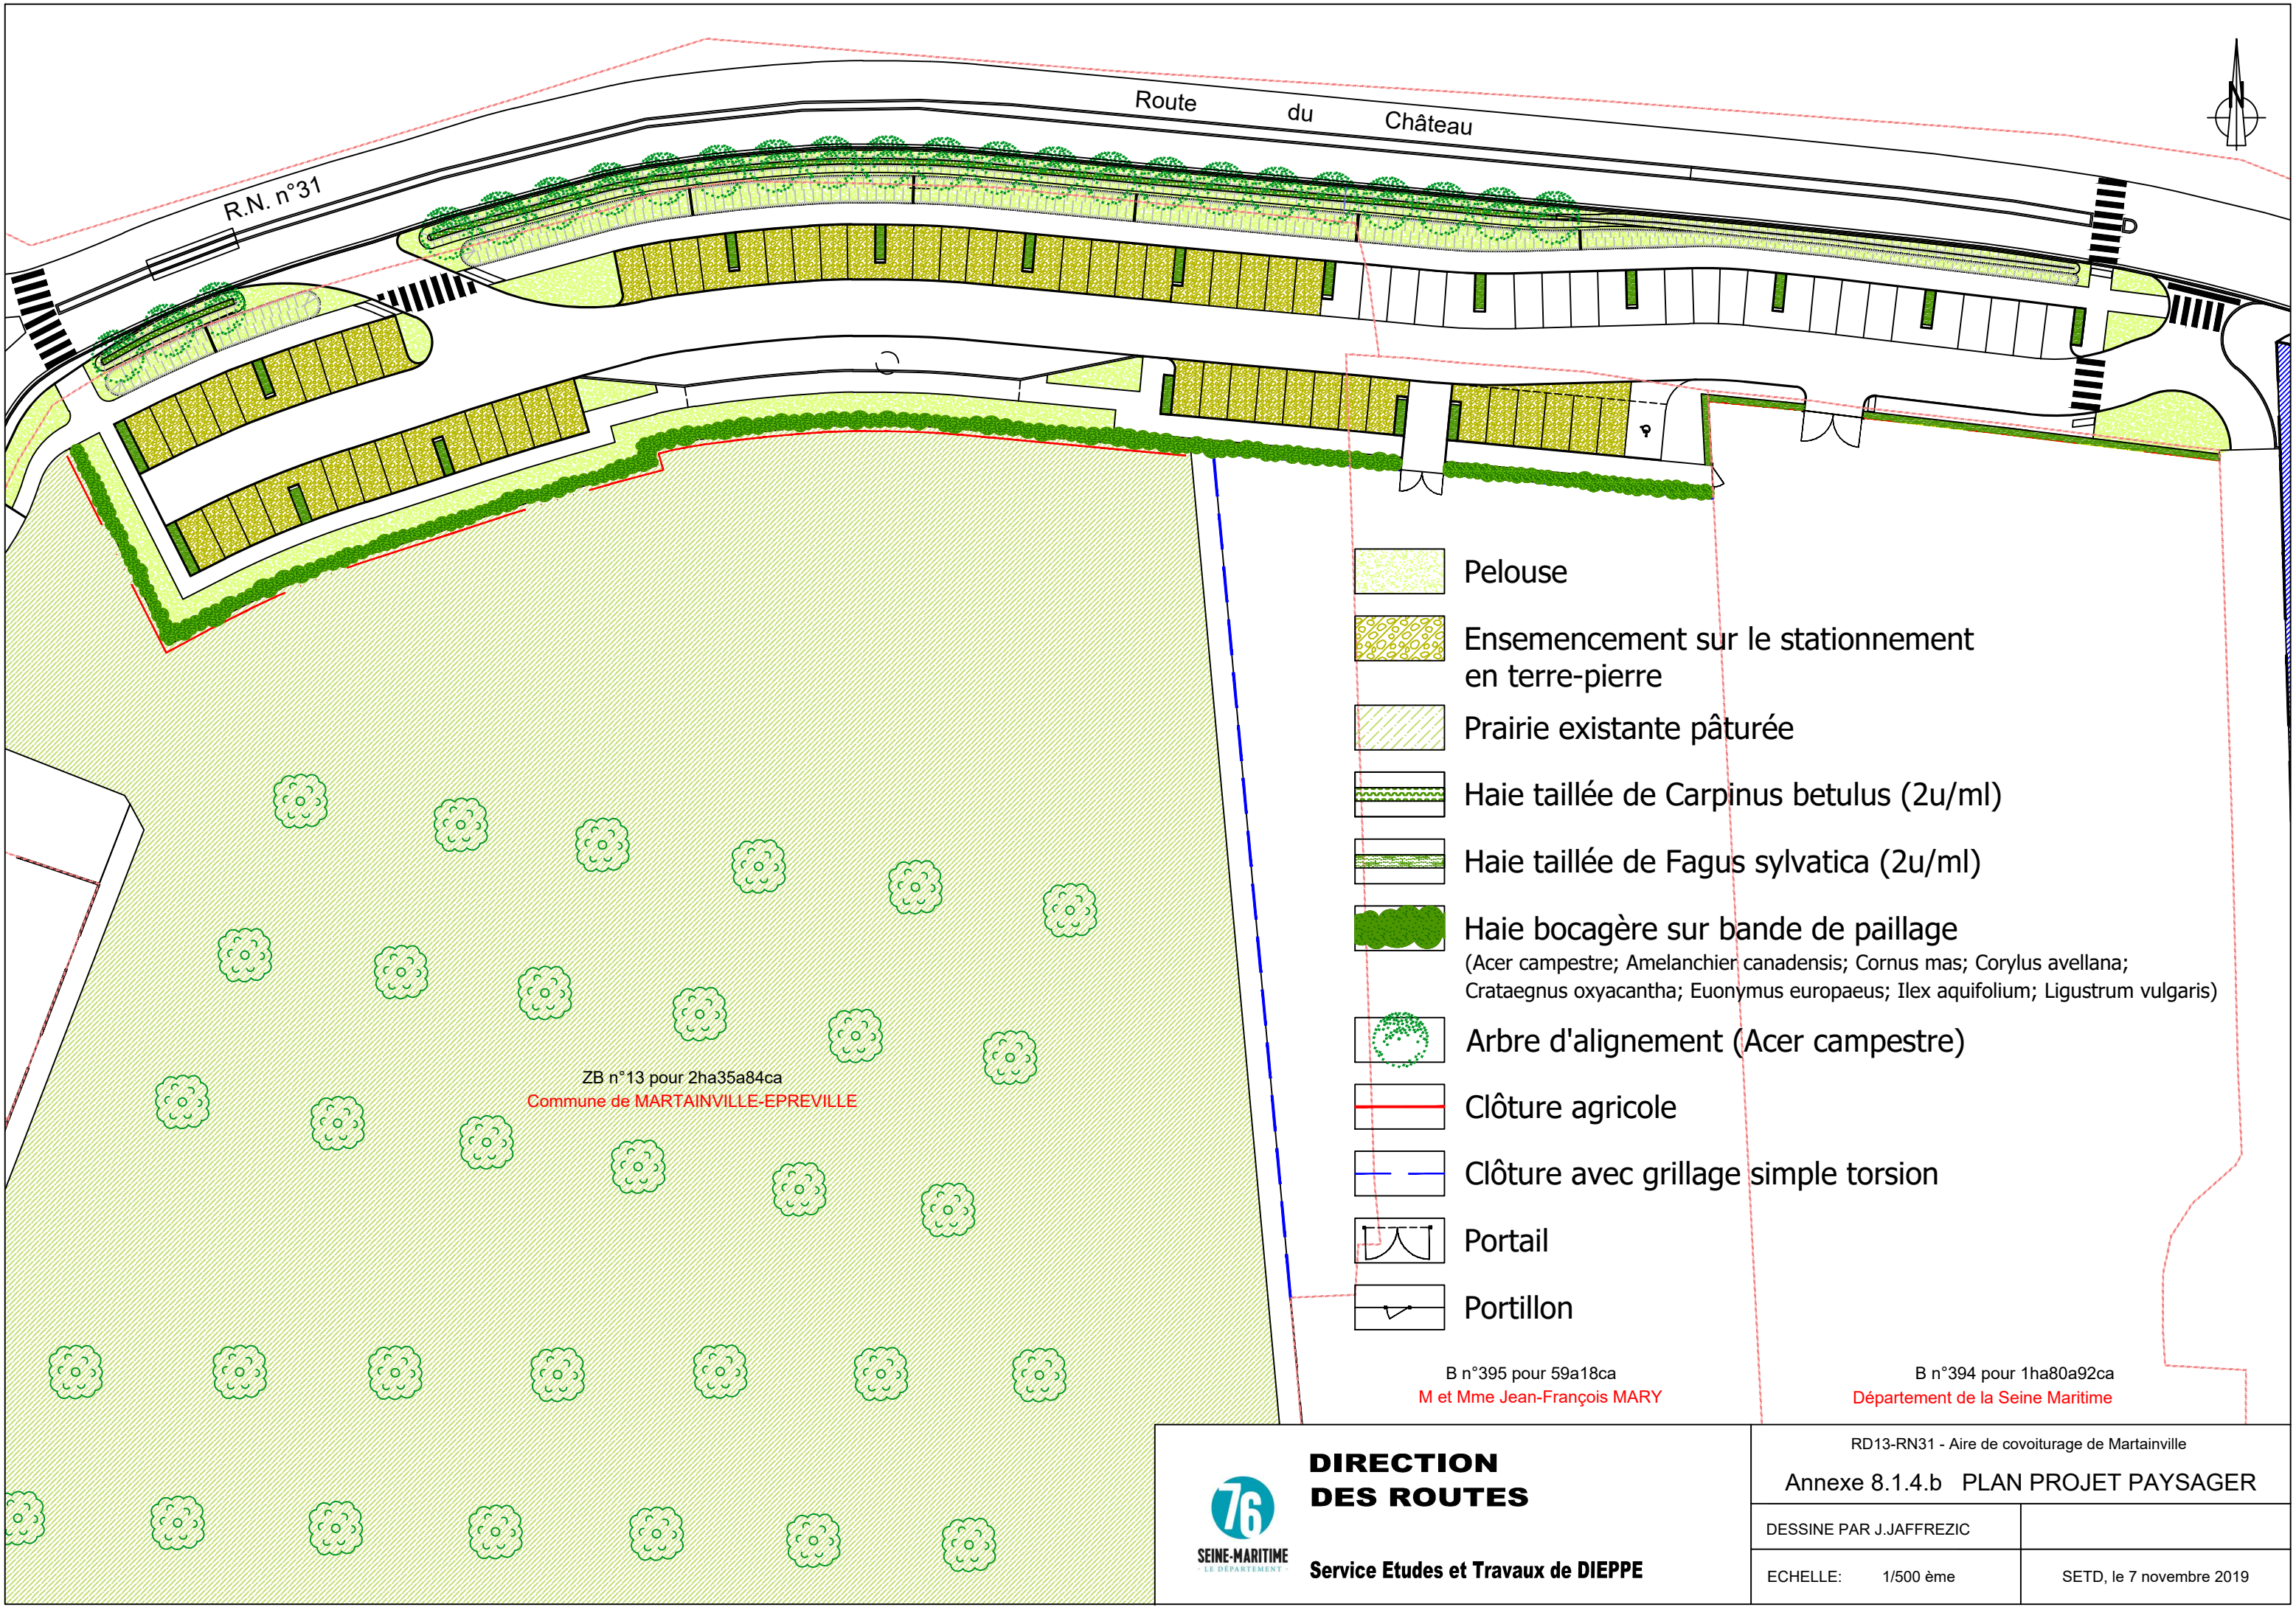 Route du Château
N
R.N. n°31
Pelouse
Ensemencement sur le stationnement
en terre-pierre
Prairie existante pâturée
Haie taillée de Carpinus betulus (2u/ml)
Haie taillée de Fagus sylvatica (2u/ml)
Haie bocagère sur bande de paillage
(Acer campestre; Amelanchier canadensis; Cornus mas; Corylus avellana;
Crataegnus oxyacantha; Euonymus europaeus; Ilex aquifolium; Ligustrum vulgaris)
Arbre d'alignement (Acer campestre)
Clôture agricole
Clôture avec grillage simple torsion
Portail
Portillon
ZB n°13 pour 2ha35a84ca
Commune de MARTAINVILLE-EPREVILLE
B n°395 pour 59a18ca
M et Mme Jean-François MARY
B n°394 pour 1ha80a92ca
Département de la Seine Maritime
76
SEINE-MARITIME
· LE DÉPARTEMENT ·
DIRECTION
DES ROUTES
Service Etudes et Travaux de DIEPPE
RD13-RN31 - Aire de covoiturage de Martainville
Annexe 8.1.4.b PLAN PROJET PAYSAGER
DESSINE PAR J.JAFFREZIC
ECHELLE: 1/500 ème
SETD, le 7 novembre 2019